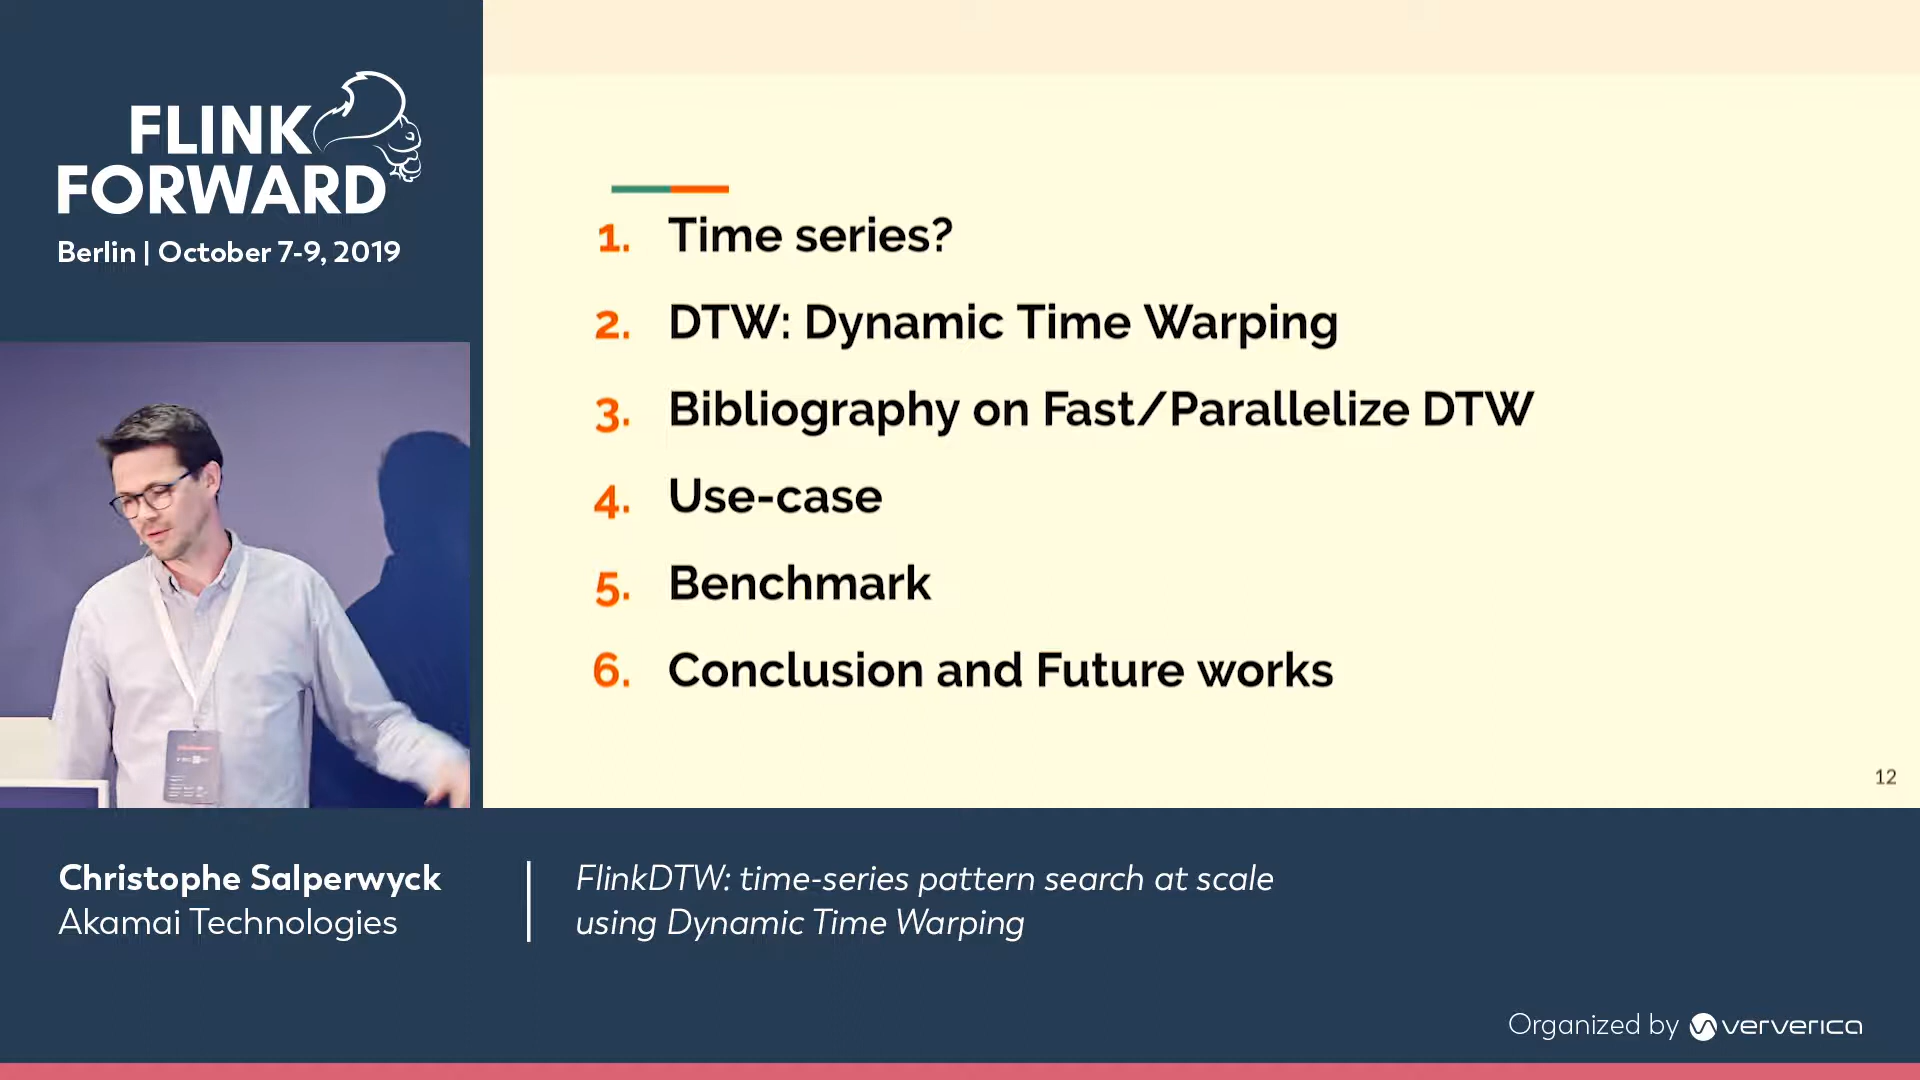 FLINK
FORWARD
Berlin | October 7-9, 2019
1. Time series?
2. DTW: Dynamic Time Warping
3. Bibliography on Fast/Parallelize DTW
4. Use-case
5. Benchmark
6. Conclusion and Future works
12
Christophe Salperwyck
Akamai Technologies
FlinkDTW: time-series pattern search at scale
using Dynamic Time Warping
Organized by ververica